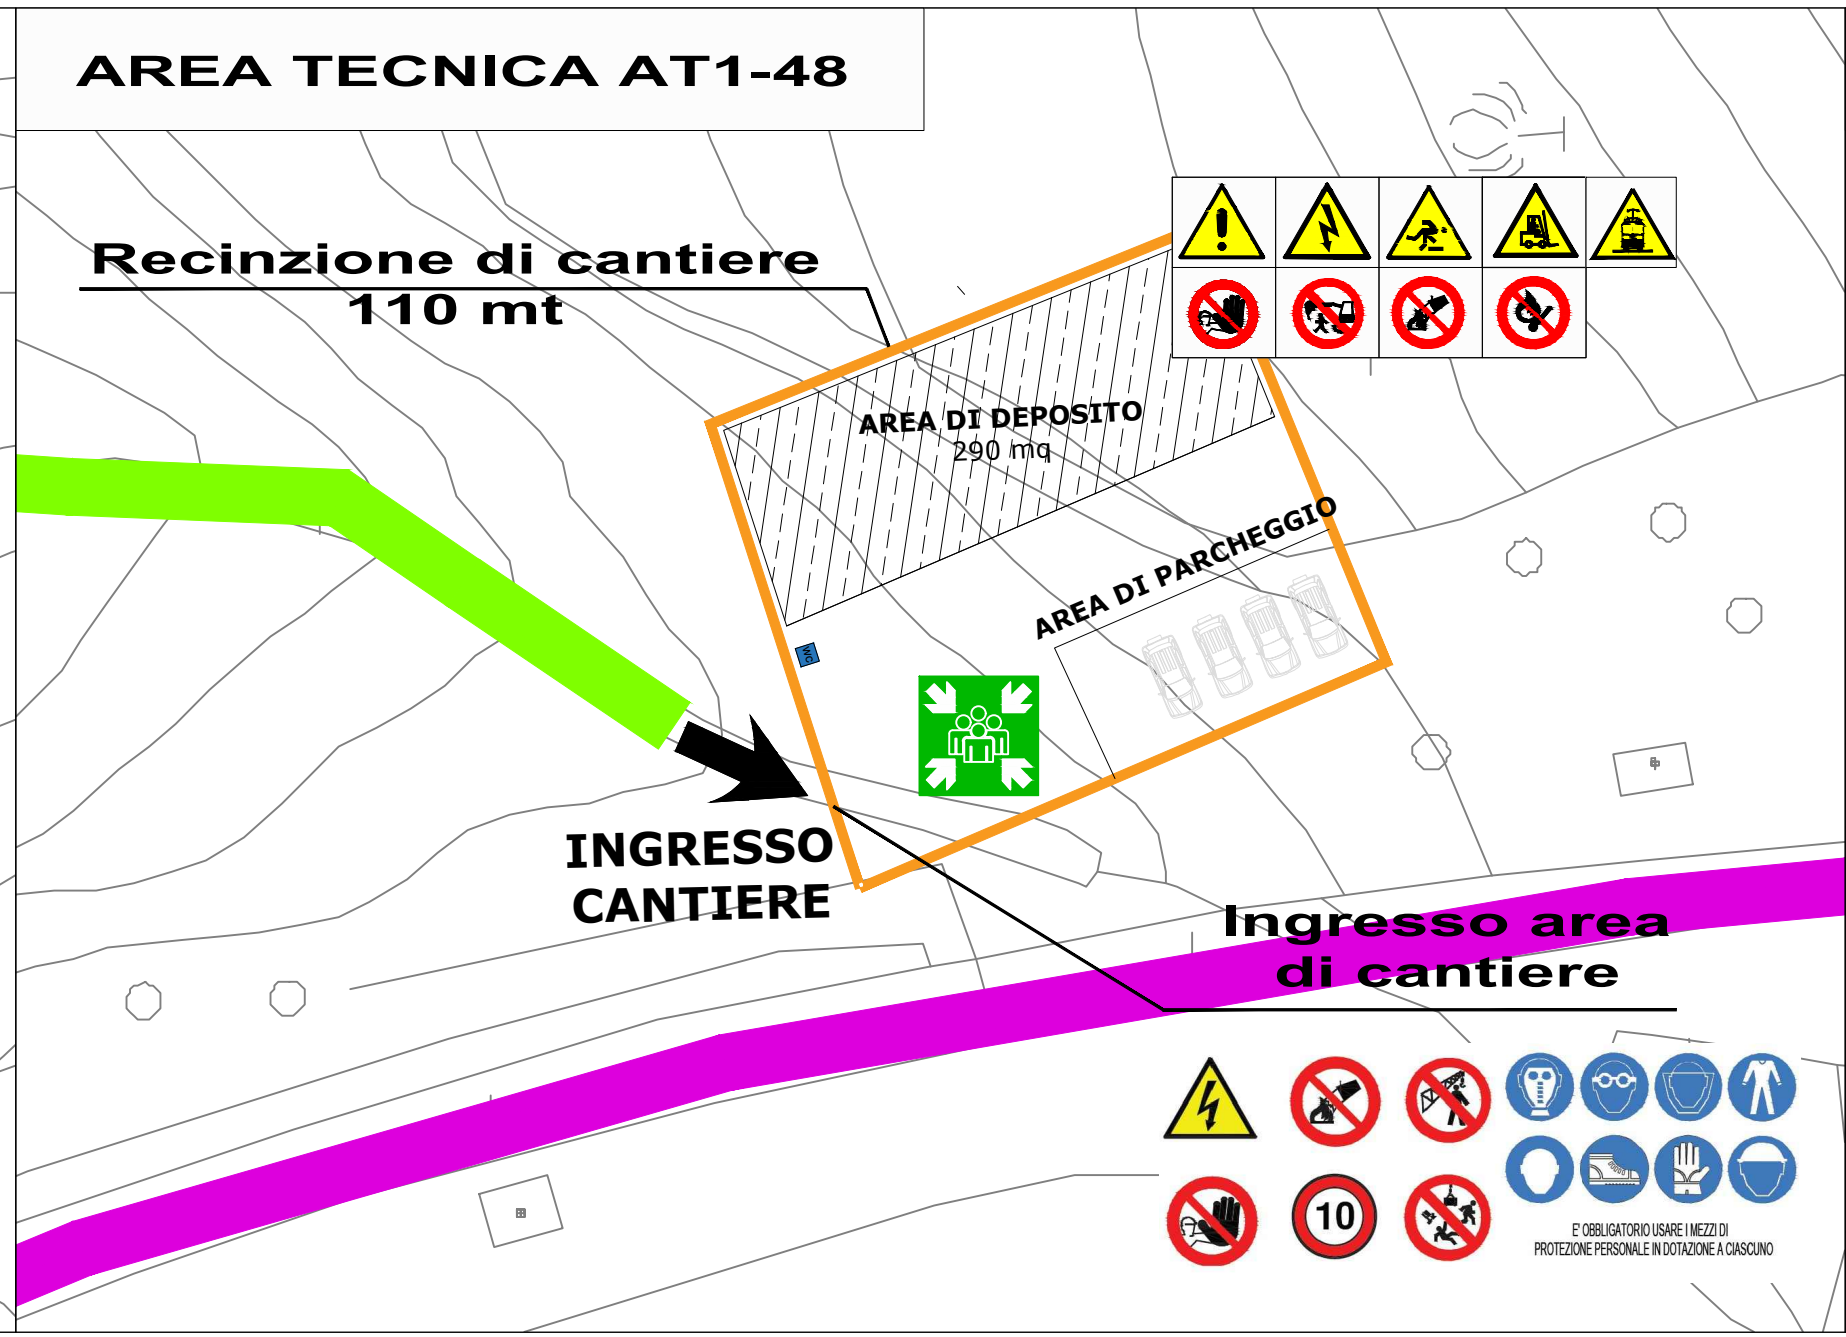 AREA TECNICA AT1-48
Recinzione di cantiere
110 mt
AREA DI DEPOSITO
290 mq
AREA DI PARCHEGGIO
WC
INGRESSO
CANTIERE
Ingresso area
di cantiere
10
E' OBBLIGATORIO USARE I MEZZI DI
PROTEZIONE PERSONALE IN DOTAZIONE A CIASCUNO